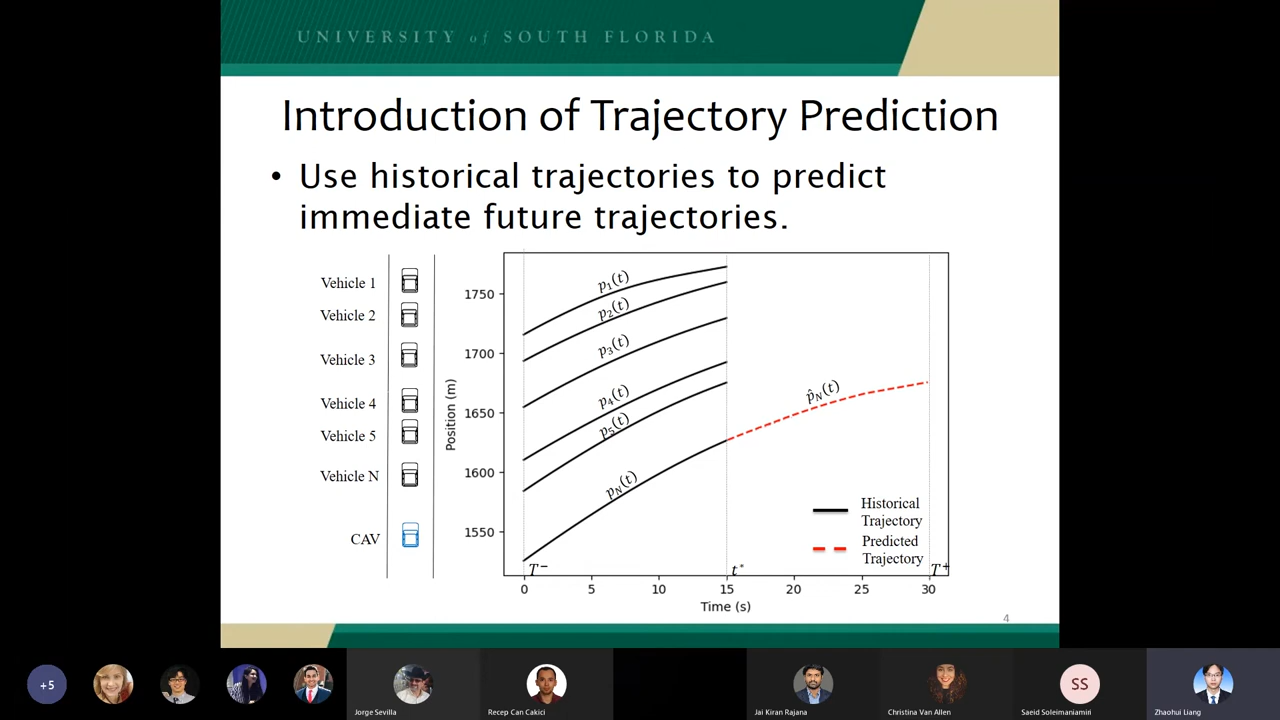 UNIVERSITY of SOUTH FLORIDA
Introduction of Trajectory Prediction
• Use historical trajectories to predict
immediate future trajectories.
Vehicle 1
Vehicle 2
Vehicle 3
Vehicle 4
Vehicle 5
Vehicle N
CAV
Position (m)
1750
1700
1650
1600
1550
p₁(t)
p₂(t)
p₃(t)
p₄(t)
p₅(t)
p_N(t)
p̂_N(t)
Historical
Trajectory
Predicted
Trajectory
T⁻
t*
T⁺
0 5 10 15 20 25 30
Time (s)
4
+5
Jorge Sevilla
Recep Can Cakici
Jai Kiran Rajana
Christina Van Allen
SS
Saeid Soleimaniamiri
Zhaohui Liang